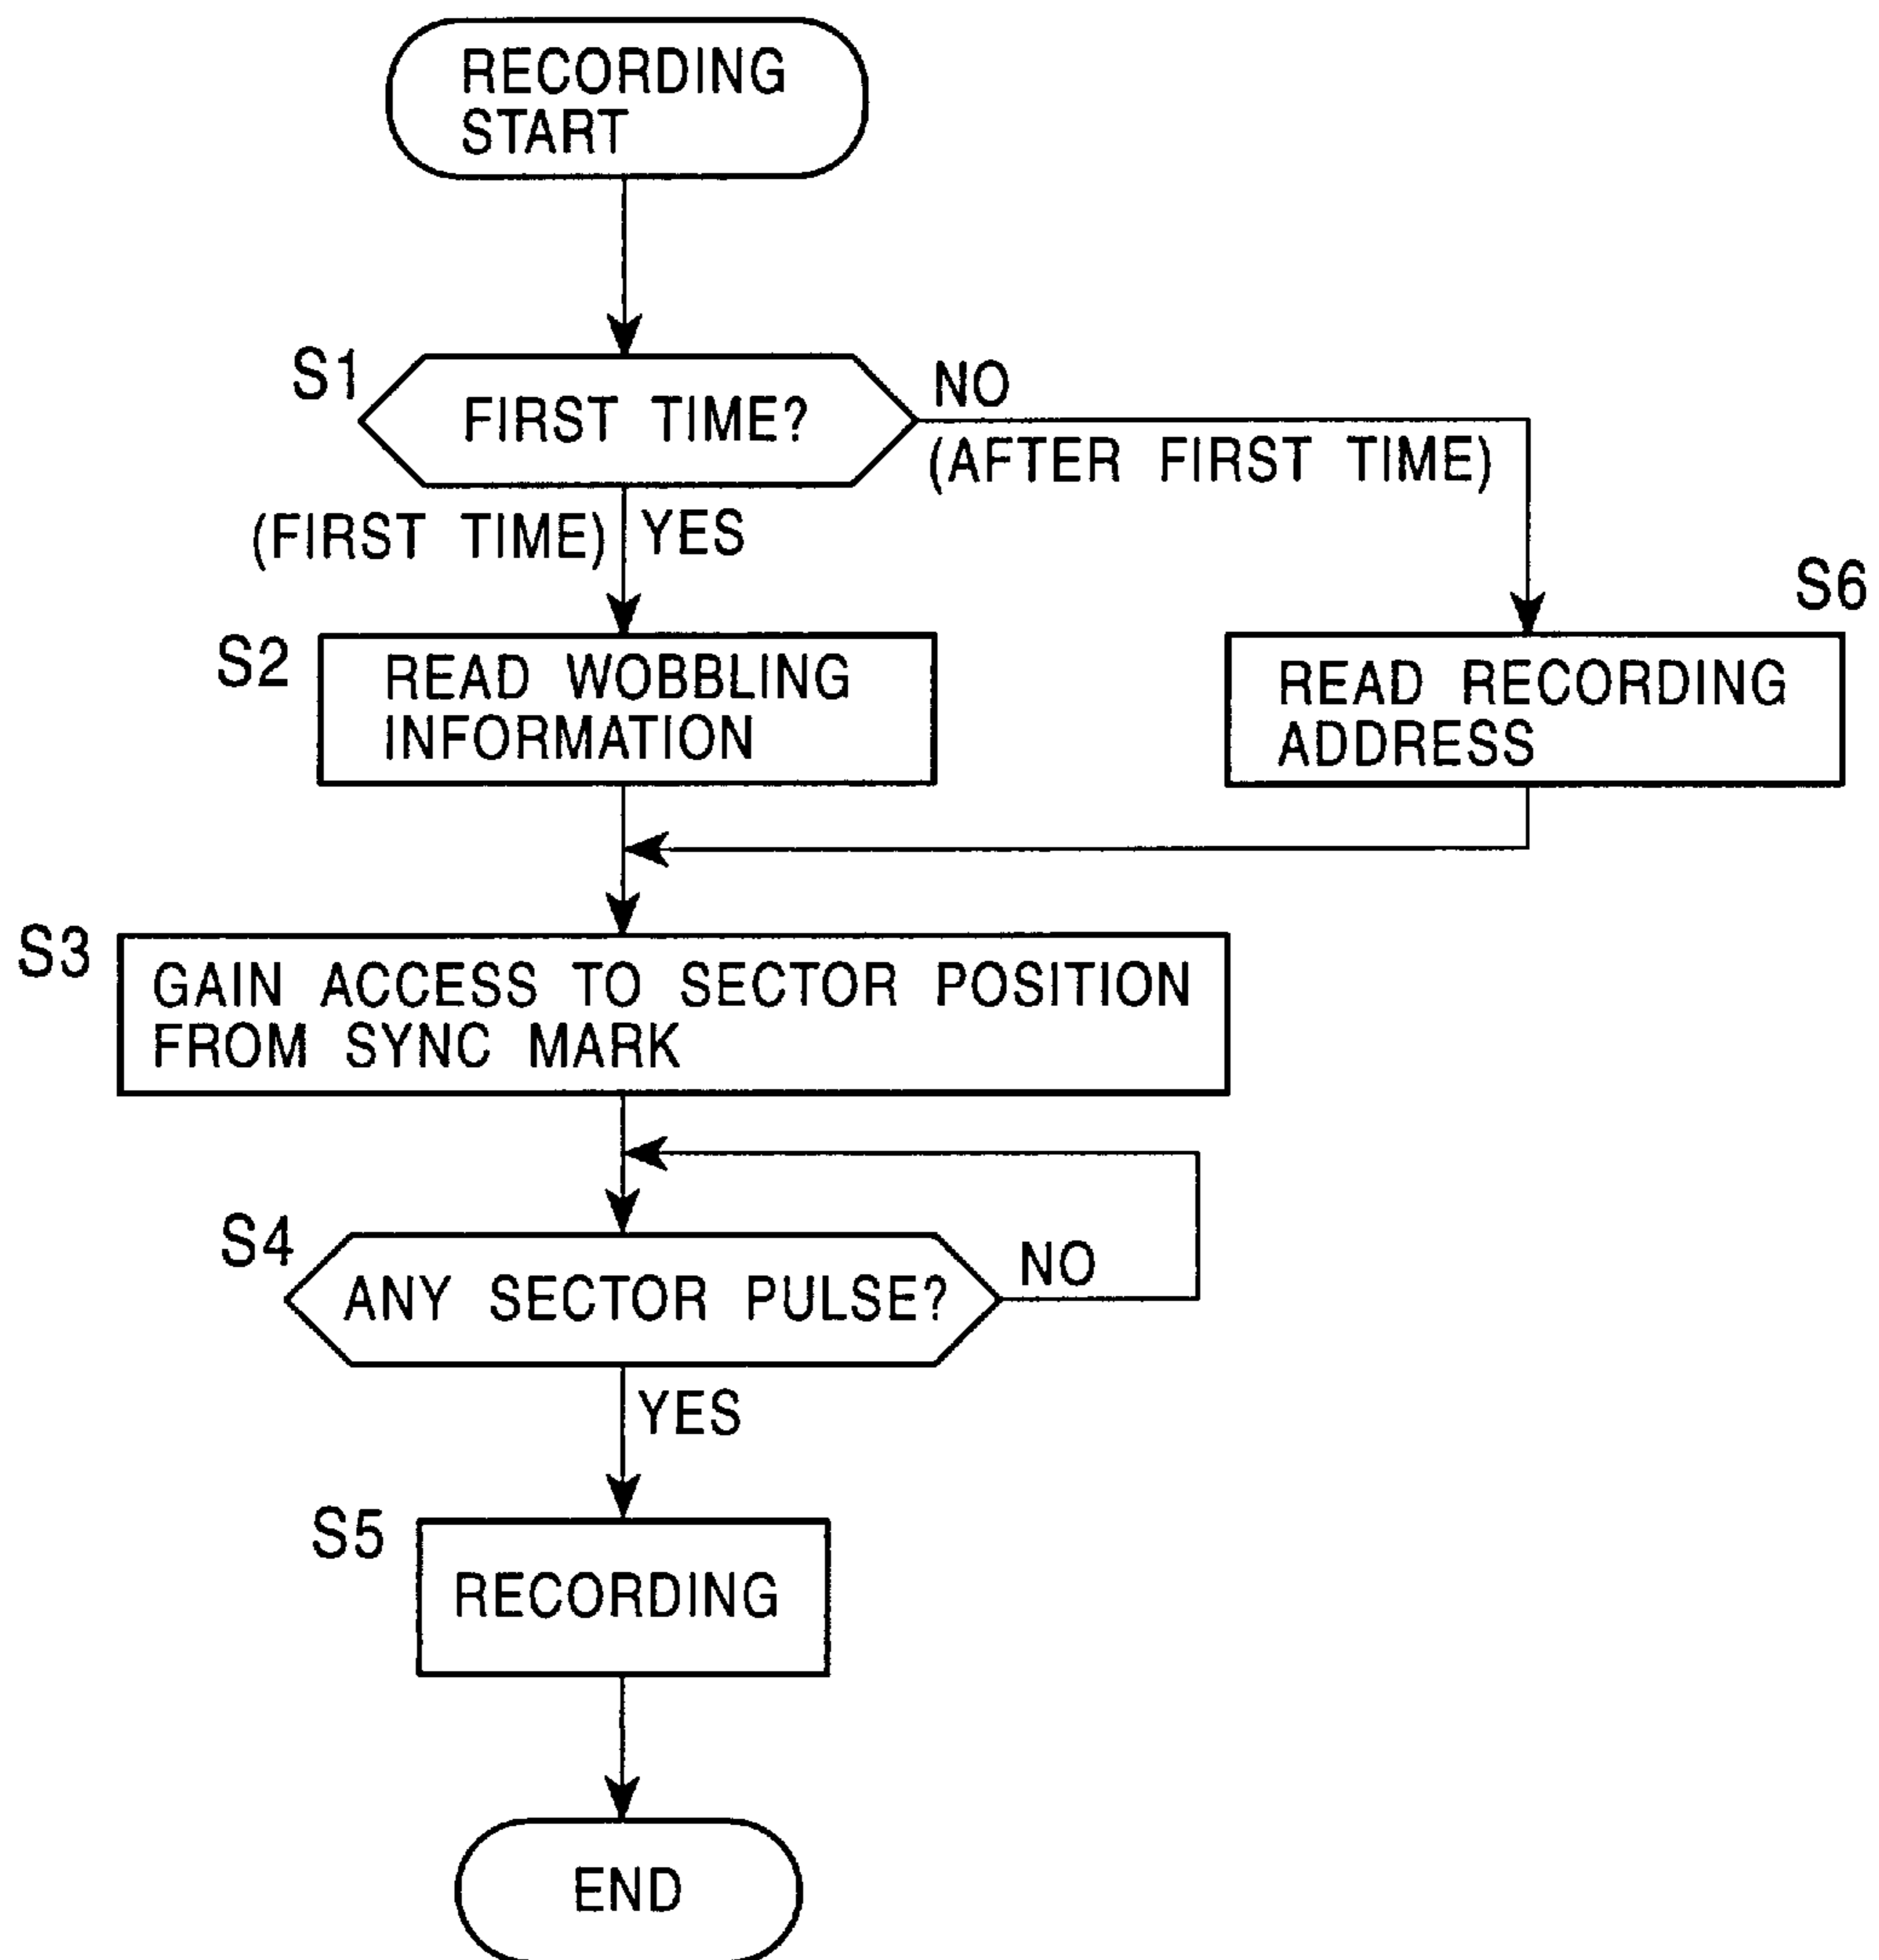 RECORDING
START
S1
FIRST TIME?
NO
(AFTER FIRST TIME)
(FIRST TIME)
YES
S6
S2
READ WOBBLING
INFORMATION
READ RECORDING
ADDRESS
S3
GAIN ACCESS TO SECTOR POSITION
FROM SYNC MARK
S4
ANY SECTOR PULSE?
NO
YES
S5
RECORDING
END